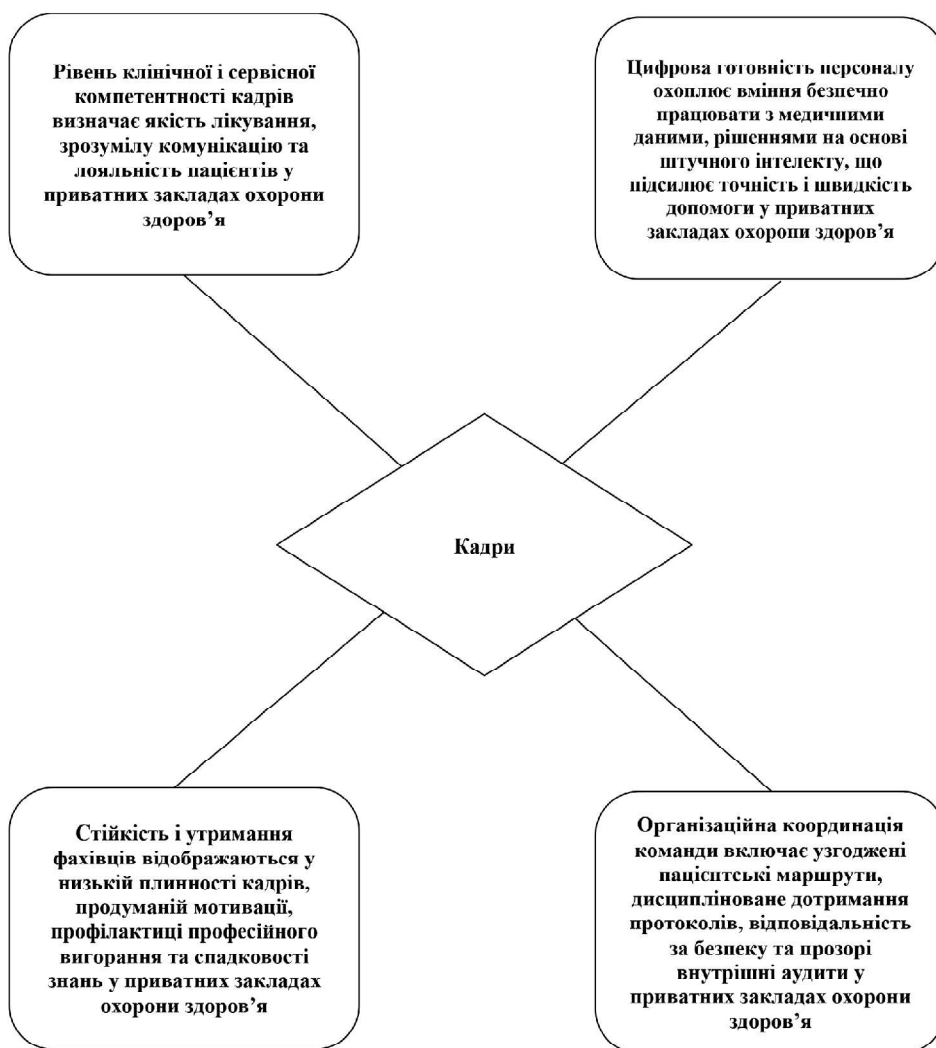 Рівень клінічної і сервісної
компетентності кадрів
визначає якість лікування,
зрозумілу комунікацію та
лояльність пацієнтів у
приватних закладах охорони
здоров’я
Цифрова готовність персоналу
охоплює вміння безпечно
працювати з медичними
даними, рішеннями на основі
штучного інтелекту, що
підсилює точність і швидкість
допомоги у приватних
закладах охорони здоров’я
Кадри
Стійкість і утримання
фахівців відображаються у
низькій плинності кадрів,
продуманій мотивації,
профілактиці професійного
вигорання та спадковості
знань у приватних закладах
охорони здоров’я
Організаційна координація
команди включає узгоджені
пацієнтські маршрути,
дисципліноване дотримання
протоколів, відповідальність
за безпеку та прозорі
внутрішні аудити у
приватних закладах охорони
здоров’я